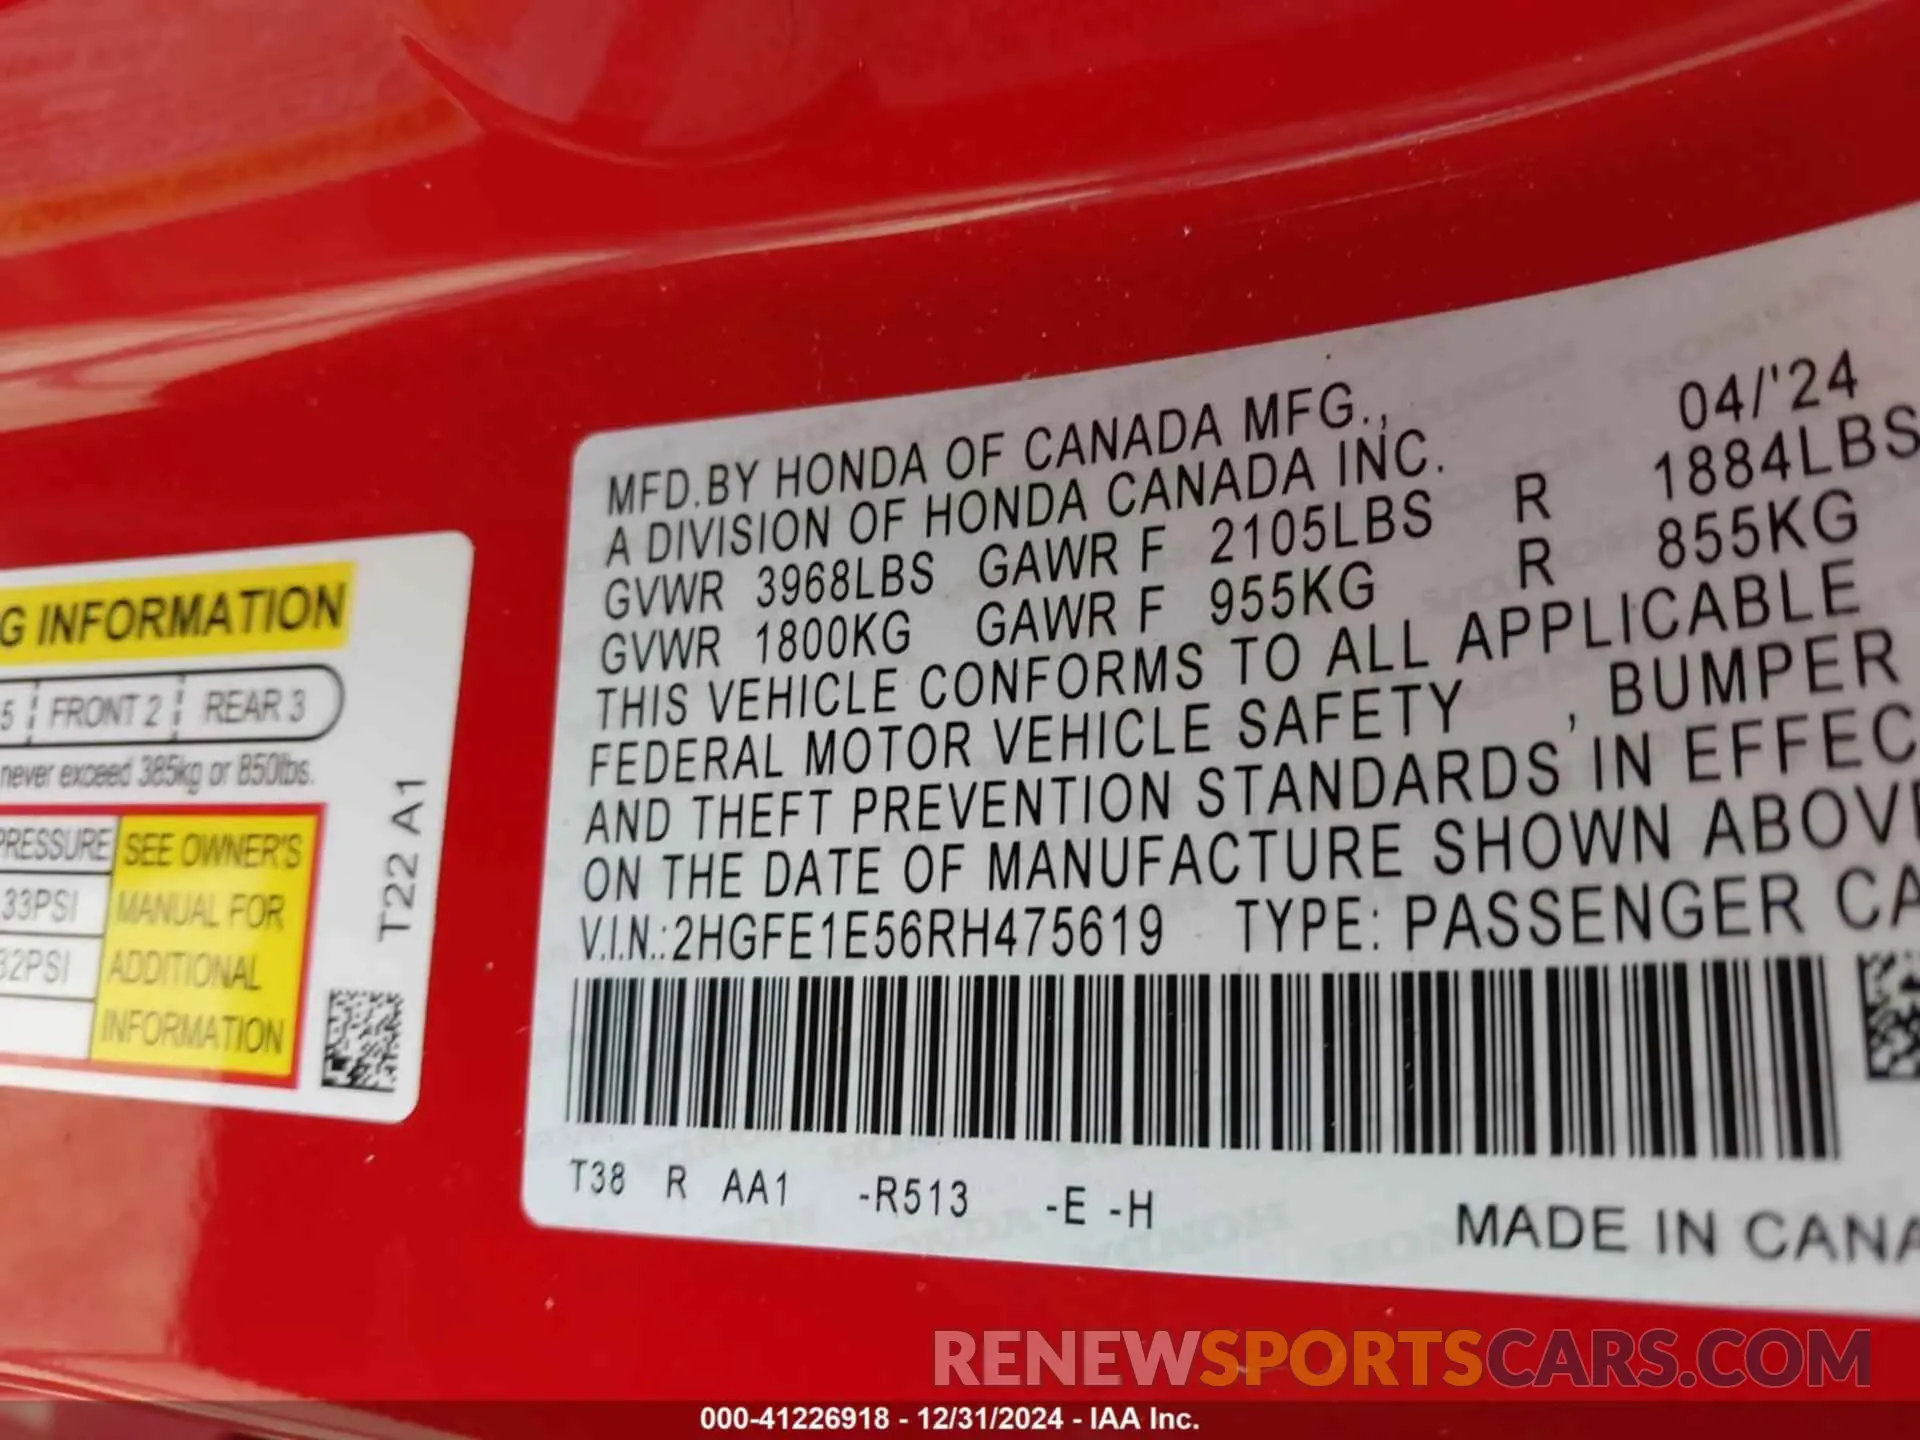 G INFORMATION
5 FRONT 2 REAR 3
never exceed 385kg or 850lbs.
PRESSURE
33PSI
32PSI
SEE OWNER'S
MANUAL FOR
ADDITIONAL
INFORMATION
T22 A1
MFD.BY HONDA OF CANADA MFG., 04/'24
A DIVISION OF HONDA CANADA INC.
GVWR 3968LBS GAWR F 2105LBS R 1884LBS
GVWR 1800KG GAWR F 955KG R 855KG
THIS VEHICLE CONFORMS TO ALL APPLICABLE
FEDERAL MOTOR VEHICLE SAFETY , BUMPER
AND THEFT PREVENTION STANDARDS IN EFFEC
ON THE DATE OF MANUFACTURE SHOWN ABOVE
V.I.N.:2HGFE1E56RH475619 TYPE: PASSENGER CA
T38 R AA1 -R513 -E -H
MADE IN CANA
RENEWSPORTSCARS.COM
000-41226918 - 12/31/2024 - IAA Inc.